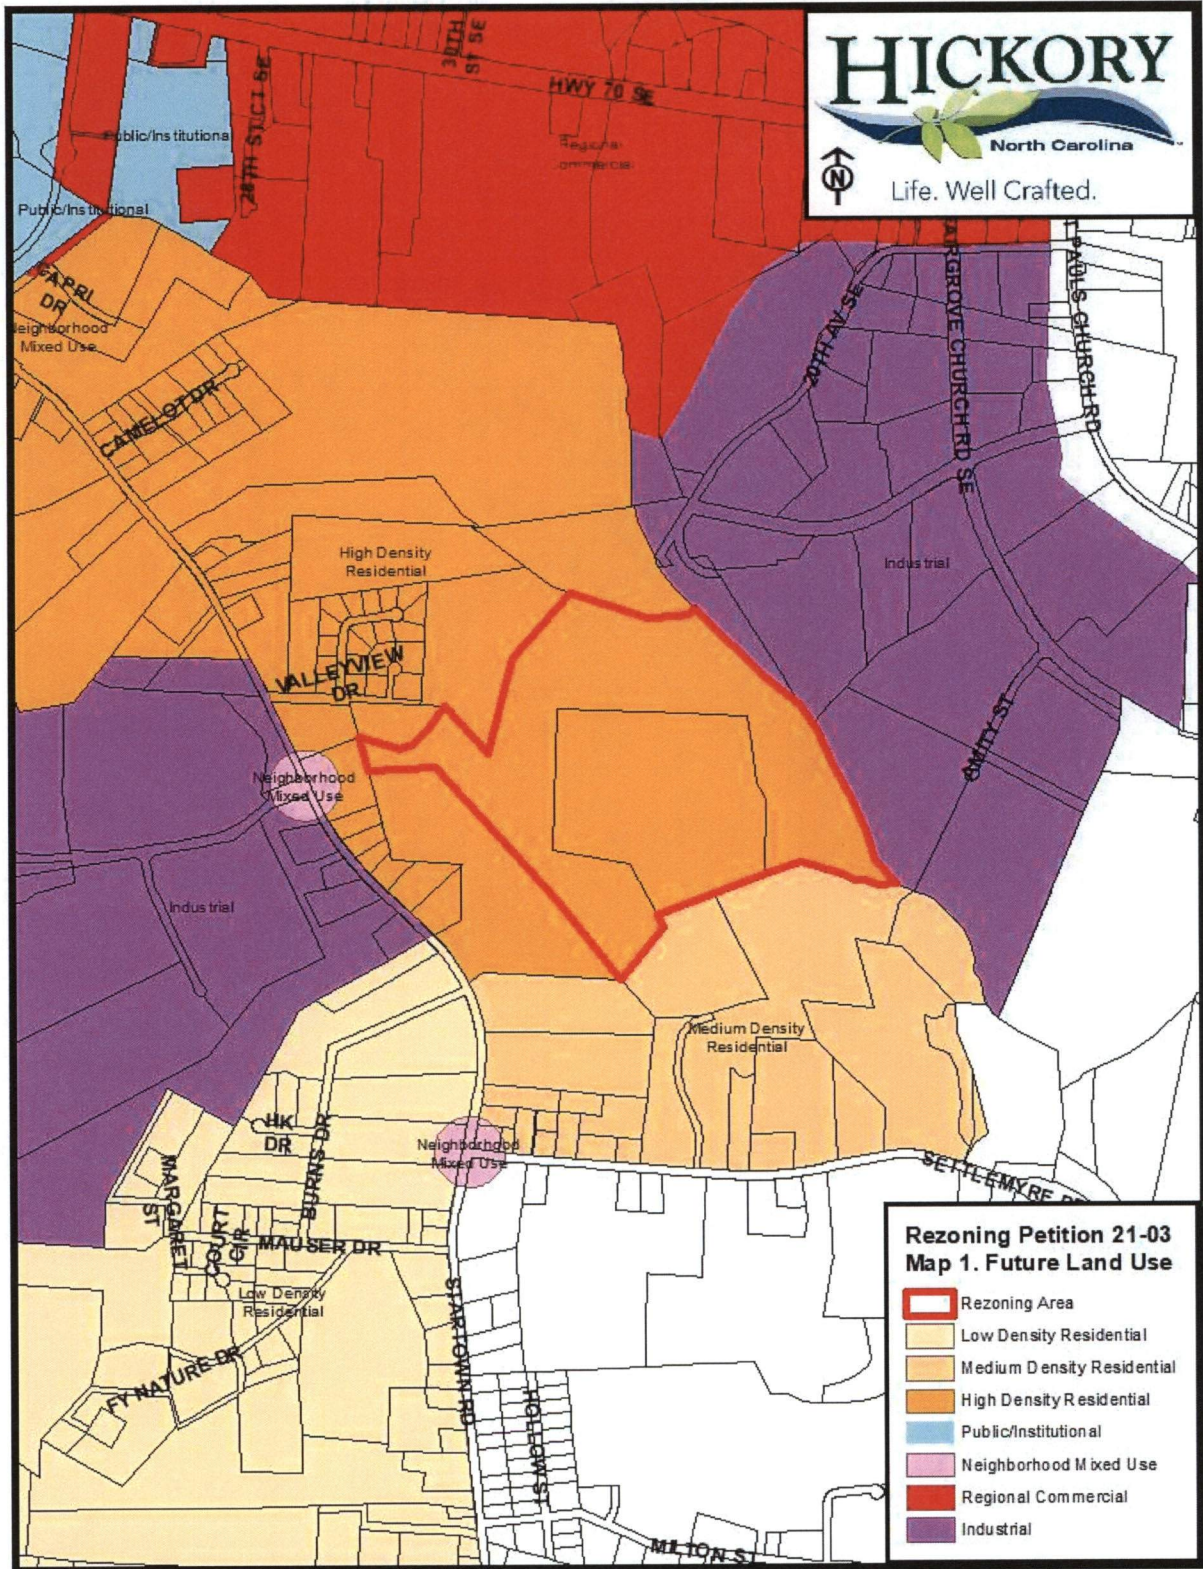 HICKORY
North Carolina
Life. Well Crafted.
N
30TH
ST SE
HWY 70 SE
28TH ST CT SE
Public/Institutional
Regional
Commercial
Public/Institutional
CAPRI
DR
Neighborhood
Mixed Use
CAMELOT DR
20TH AV SE
ARGROVE CHURCH RD SE
T PAULS CHURCH RD
High Density
Residential
Industrial
VALLEYVIEW
DR
AMITY ST
Neighborhood
Mixed Use
Industrial
Medium Density
Residential
HK
DR
BURNS DR
Neighborhood
Mixed Use
SETTLEMYRE
MARGARET
ST
COURT
CIR
MAUSER DR
Low Density
Residential
STARTOWN RD
FY NATURE DR
HOLLOW ST
MILTON ST
Rezoning Petition 21-03
Map 1. Future Land Use
Rezoning Area
Low Density Residential
Medium Density Residential
High Density Residential
Public/Institutional
Neighborhood Mixed Use
Regional Commercial
Industrial